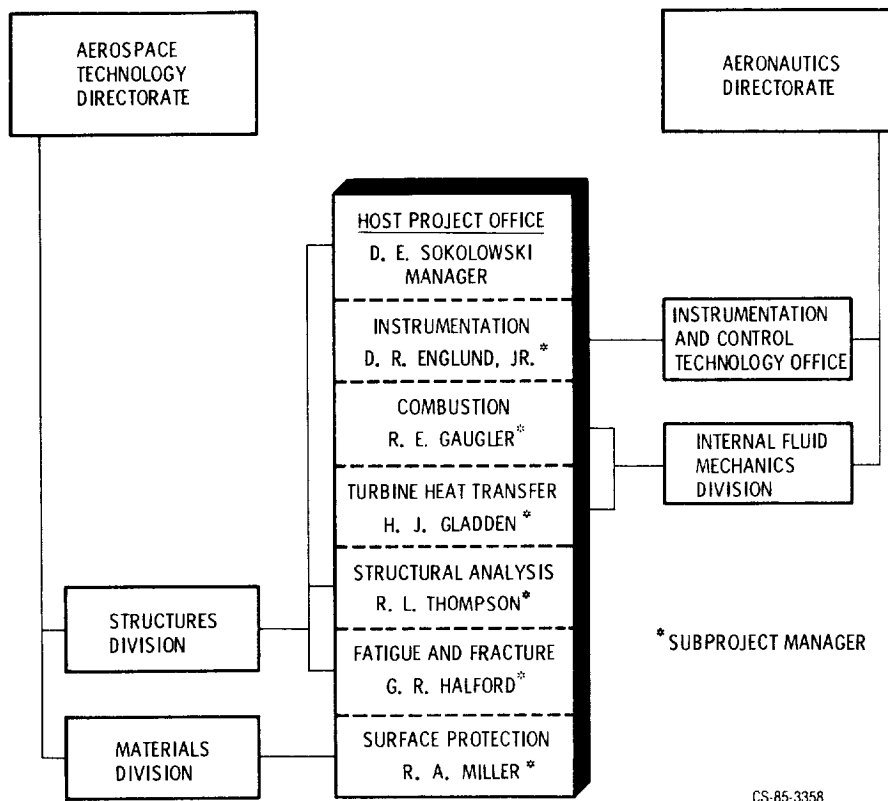 AEROSPACE
TECHNOLOGY
DIRECTORATE
AERONAUTICS
DIRECTORATE
HOST PROJECT OFFICE
D. E. SOKOLOWSKI
MANAGER
INSTRUMENTATION
D. R. ENGLUND, JR. *
COMBUSTION
R. E. GAUGLER *
TURBINE HEAT TRANSFER
H. J. GLADDEN *
STRUCTURAL ANALYSIS
R. L. THOMPSON *
FATIGUE AND FRACTURE
G. R. HALFORD *
SURFACE PROTECTION
R. A. MILLER *
INSTRUMENTATION
AND CONTROL
TECHNOLOGY OFFICE
INTERNAL FLUID
MECHANICS
DIVISION
STRUCTURES
DIVISION
MATERIALS
DIVISION
* SUBPROJECT MANAGER
CS-85-3358